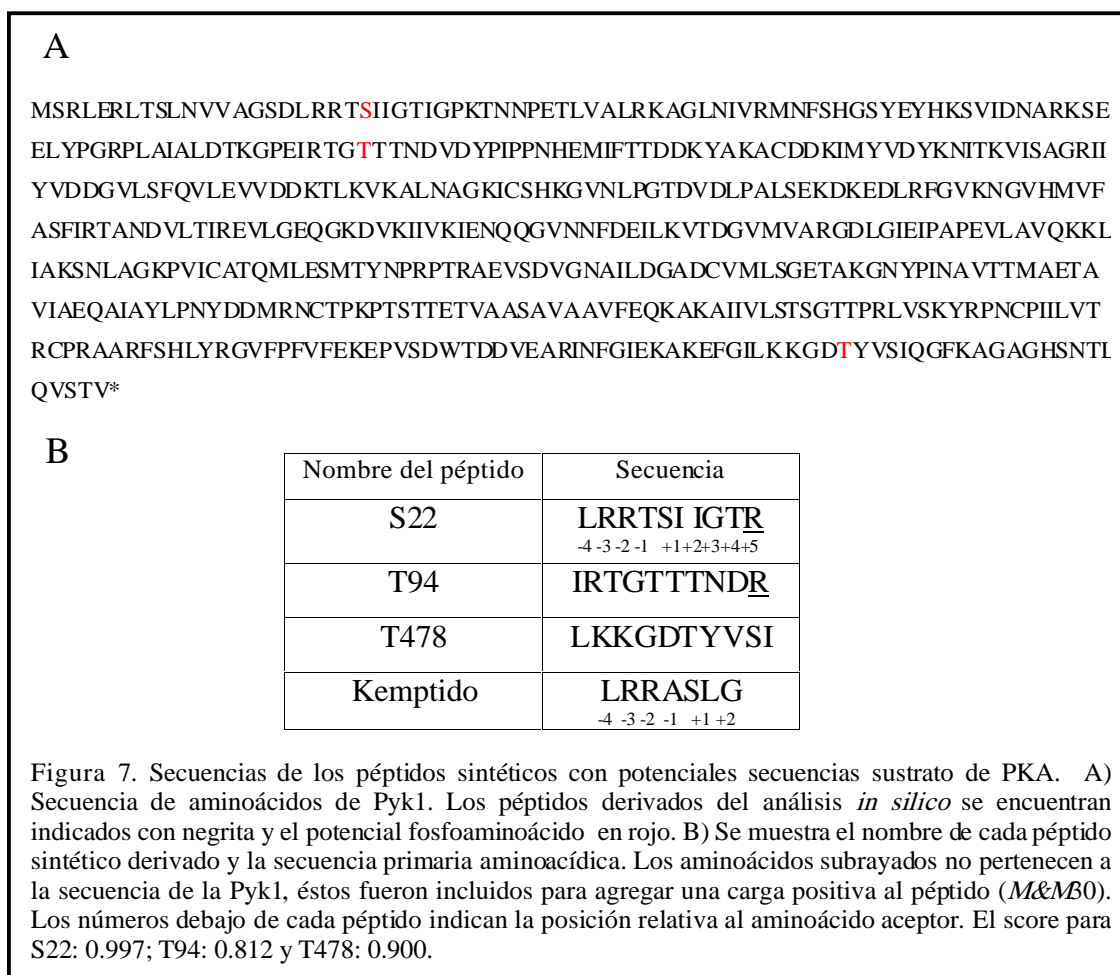 A
MSRLERLTSLNVVAGSDLRRTSIIGTIGPKTNNPETLVALRKAGLNIVRMNFSHGSYEYHKSVIDNARKSE
ELYPGRPLAIALDTKGPEIRTGTTTNDVDYPIPPNHEMIFTTDDKYAKACDDKIMYVDYKNITKVISAGRII
YVDDGVLSFQVLEVVDDKTLKVKALNAGKICSHKGVNLPGTDVDLPALSEKDKEDLRFGVKNGVHMVF
ASFIRTANDVLTIREVLGEQGKDVKIIVKIENQQGVNNFDEILKVTDGVMVARGDLGIEIPAPEVLAVQKKL
IAKSNLAGKPVICATQMLESMTYNPRPTRAEVSDVGNAILDGADCVMLSGETAKGNYPINAVTTMAETA
VIAEQAIAYLPNYDDMRNCTPKPTSTTETVAASAVAAVFEQKAKAIIVLSTSGTTPRLVSKYRPNCPIILVT
RCPRAARFSHLYRGVFPFVFEKEPVSDWTDDVEARINFGIEKAKEFGILKKGDTYVSIQGFKAGAGHSNTL
QVSTV*
B
Nombre del péptido Secuencia
S22 LRRTSI IGTR
-4 -3 -2 -1 +1+2+3+4+5
T94 IRTGTTTNDR
T478 LKKGDTYVSI
Kemptido LRRASLG
-4 -3 -2 -1 +1 +2
Figura 7. Secuencias de los péptidos sintéticos con potenciales secuencias sustrato de PKA. A)
Secuencia de aminoácidos de Pyk1. Los péptidos derivados del análisis in silico se encuentran
indicados con negrita y el potencial fosfoaminoácido en rojo. B) Se muestra el nombre de cada péptido
sintético derivado y la secuencia primaria aminoacídica. Los aminoácidos subrayados no pertenecen a
la secuencia de la Pyk1, éstos fueron incluidos para agregar una carga positiva al péptido (M&M30).
Los números debajo de cada péptido indican la posición relativa al aminoácido aceptor. El score para
S22: 0.997; T94: 0.812 y T478: 0.900.